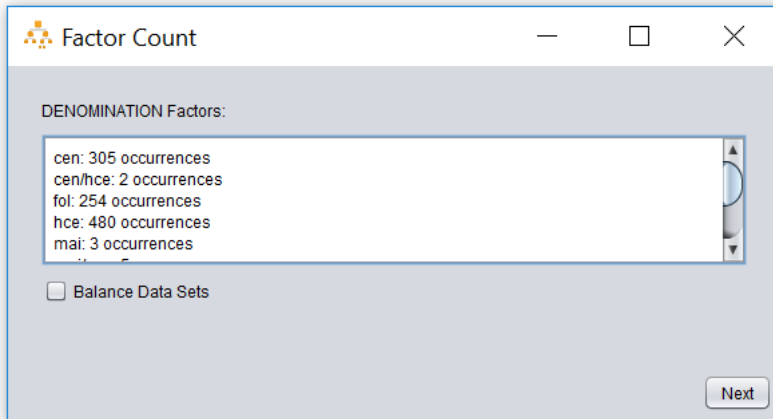 Factor Count
DENOMINATION Factors:
cen: 305 occurrences
cen/hce: 2 occurrences
fol: 254 occurrences
hce: 480 occurrences
mai: 3 occurrences
Balance Data Sets
Next